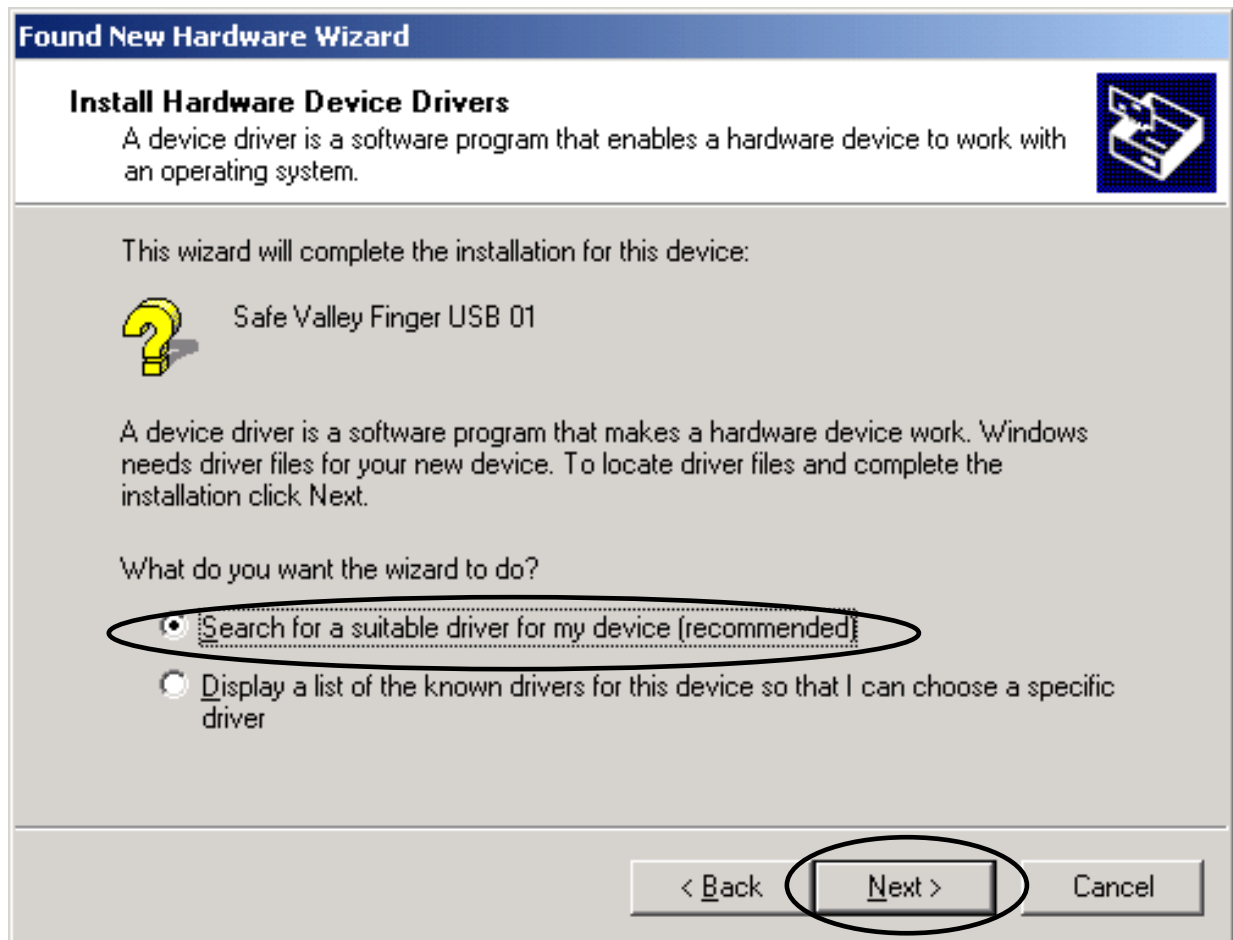 Found New Hardware Wizard
Install Hardware Device Drivers
A device driver is a software program that enables a hardware device to work with
an operating system.
This wizard will complete the installation for this device:
Safe Valley Finger USB 01
A device driver is a software program that makes a hardware device work. Windows
needs driver files for your new device. To locate driver files and complete the
installation click Next.
What do you want the wizard to do?
Search for a suitable driver for my device (recommended)
Display a list of the known drivers for this device so that I can choose a specific
driver
< Back Next > Cancel